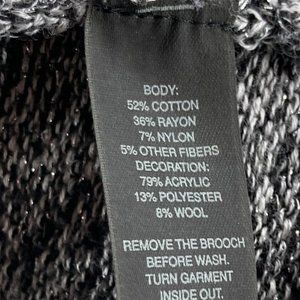 BODY:
52% COTTON
36% RAYON
7% NYLON
5% OTHER FIBERS
DECORATION:
79% ACRYLIC
13% POLYESTER
8% WOOL
REMOVE THE BROOCH
BEFORE WASH.
TURN GARMENT
INSIDE OUT.